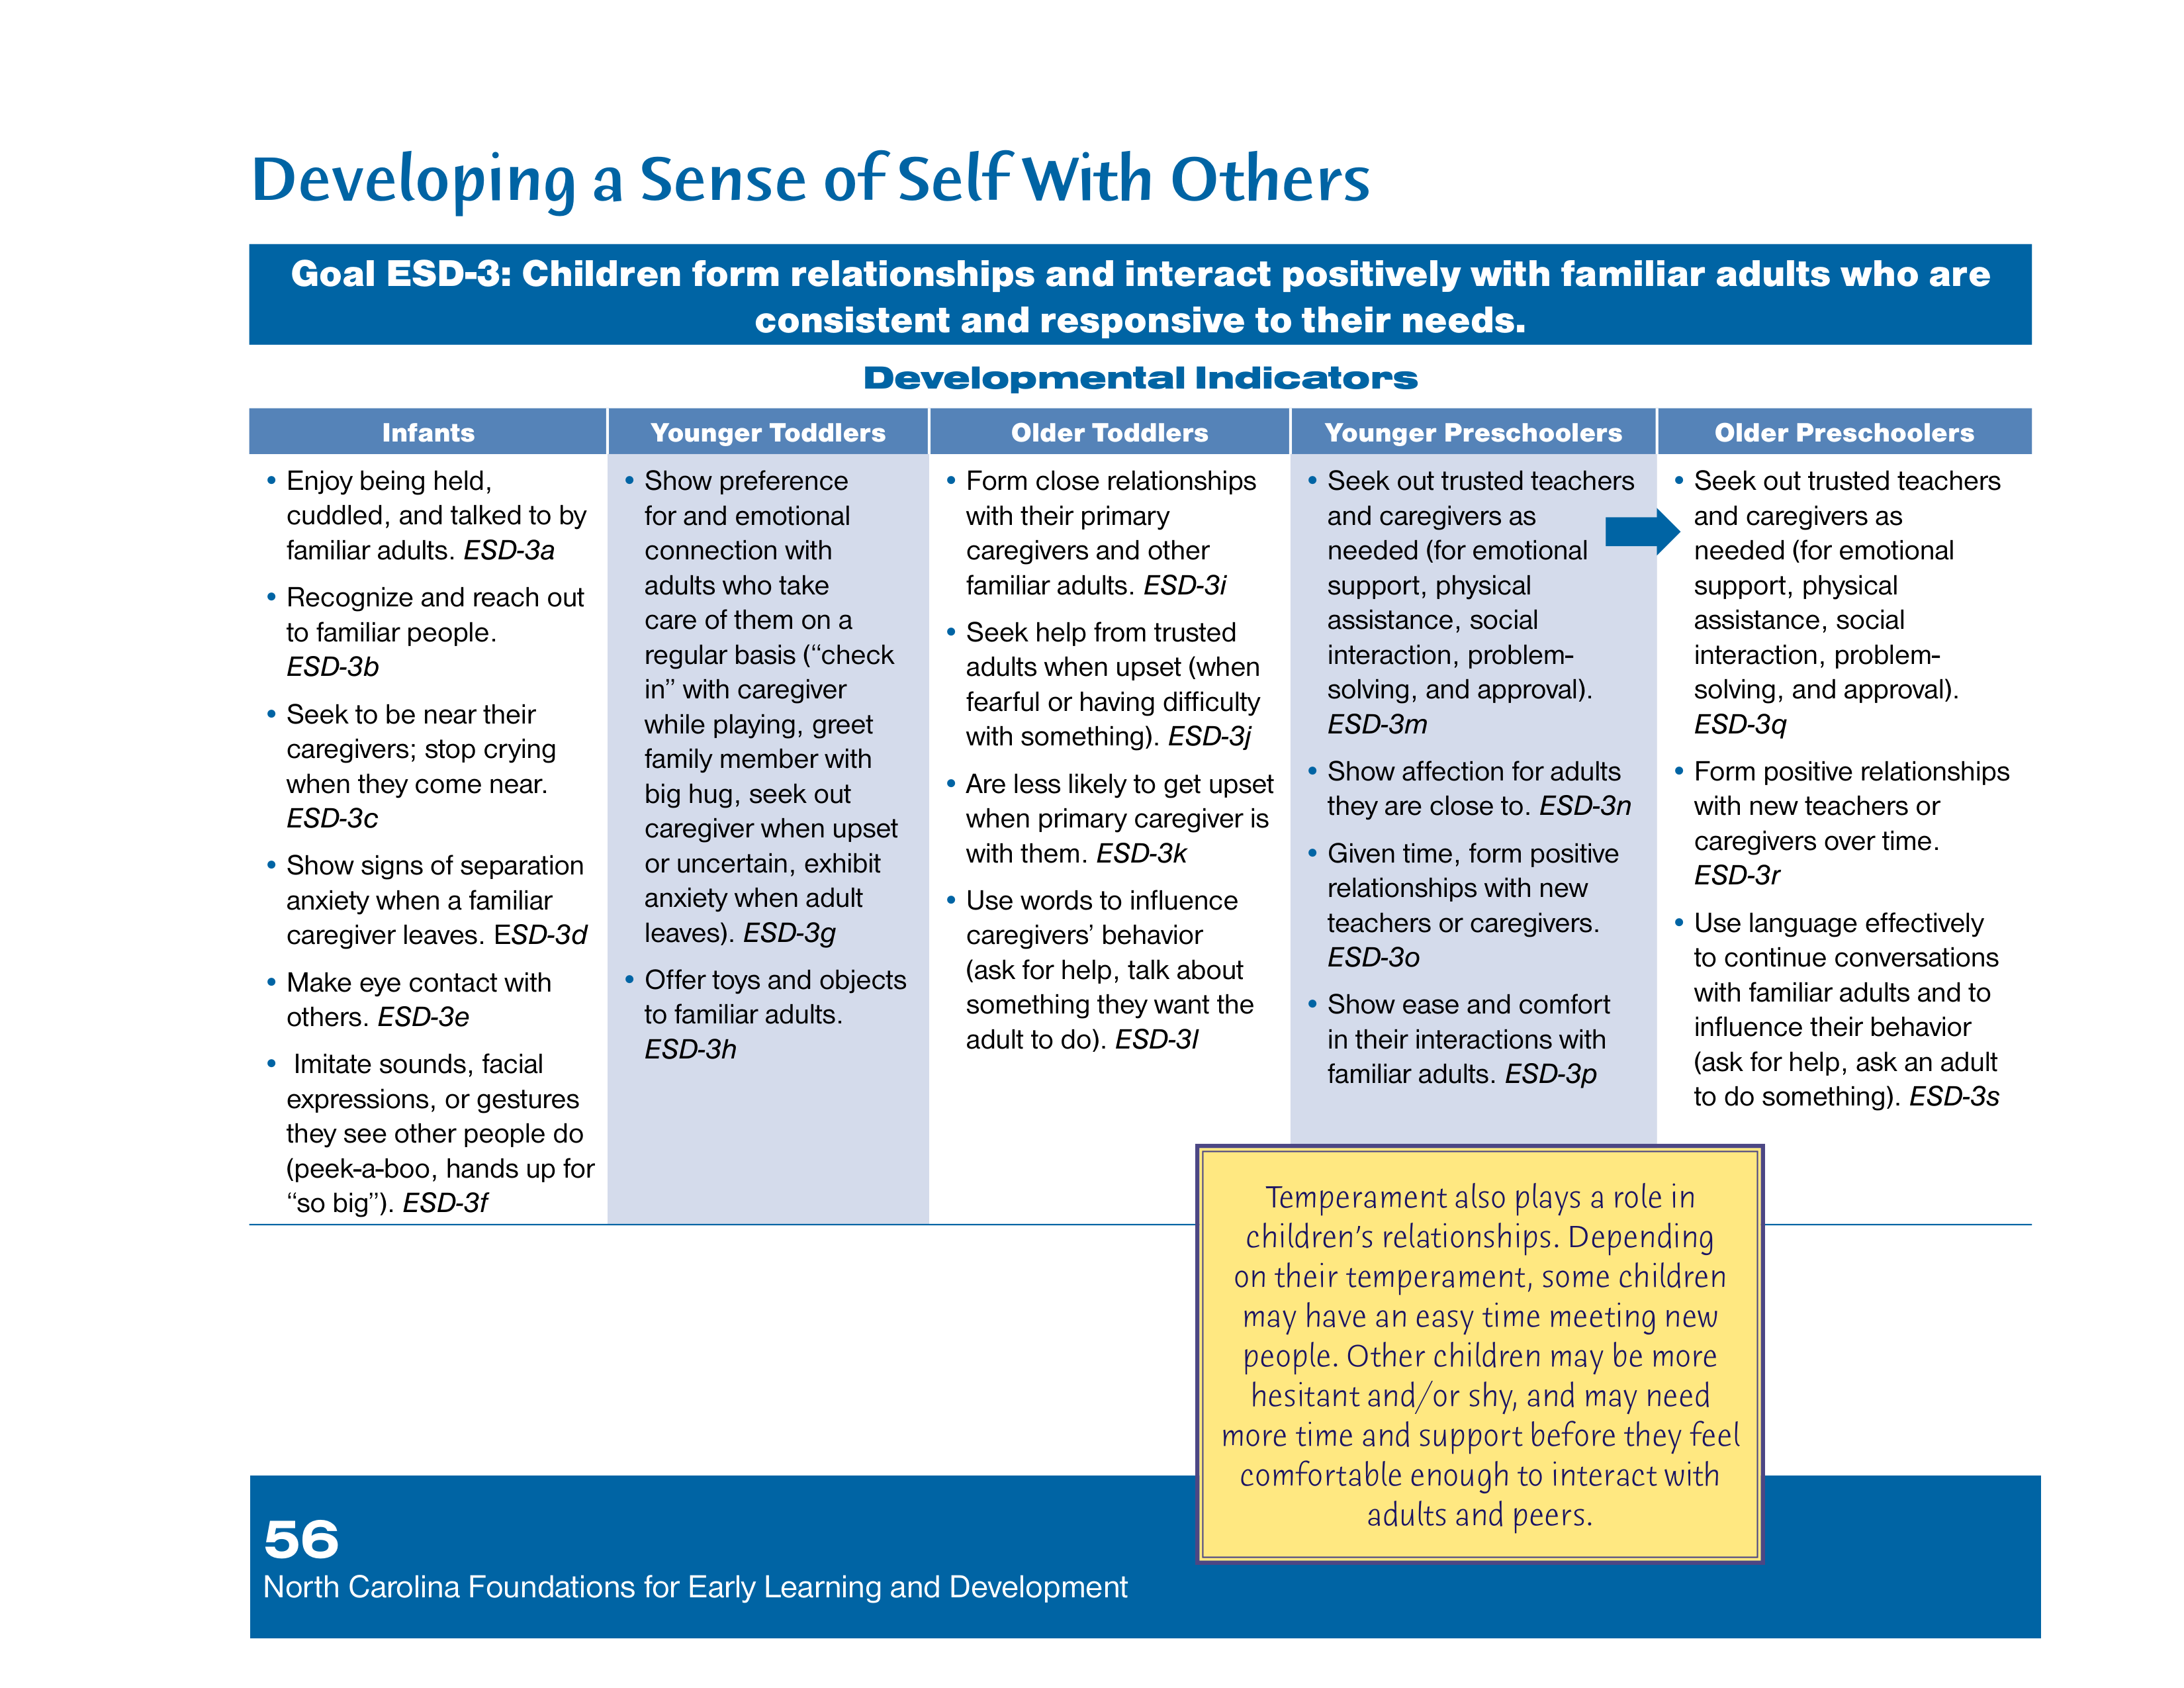 Developing a Sense of Self With Others
Goal ESD-3: Children form relationships and interact positively with familiar adults who are
consistent and responsive to their needs.
Developmental Indicators
Infants
• Enjoy being held,
cuddled, and talked to by
familiar adults. ESD-3a
• Recognize and reach out
to familiar people.
ESD-3b
• Seek to be near their
caregivers; stop crying
when they come near.
ESD-3c
• Show signs of separation
anxiety when a familiar
caregiver leaves. ESD-3d
• Make eye contact with
others. ESD-3e
• Imitate sounds, facial
expressions, or gestures
they see other people do
(peek-a-boo, hands up for
“so big”). ESD-3f
Younger Toddlers
• Show preference
for and emotional
connection with
adults who take
care of them on a
regular basis (“check
in” with caregiver
while playing, greet
family member with
big hug, seek out
caregiver when upset
or uncertain, exhibit
anxiety when adult
leaves). ESD-3g
• Offer toys and objects
to familiar adults.
ESD-3h
Older Toddlers
• Form close relationships
with their primary
caregivers and other
familiar adults. ESD-3i
• Seek help from trusted
adults when upset (when
fearful or having difficulty
with something). ESD-3j
• Are less likely to get upset
when primary caregiver is
with them. ESD-3k
• Use words to influence
caregivers’ behavior
(ask for help, talk about
something they want the
adult to do). ESD-3l
Younger Preschoolers
• Seek out trusted teachers
and caregivers as
needed (for emotional
support, physical
assistance, social
interaction, problem-
solving, and approval).
ESD-3m
• Show affection for adults
they are close to. ESD-3n
• Given time, form positive
relationships with new
teachers or caregivers.
ESD-3o
• Show ease and comfort
in their interactions with
familiar adults. ESD-3p
Older Preschoolers
• Seek out trusted teachers
and caregivers as
needed (for emotional
support, physical
assistance, social
interaction, problem-
solving, and approval).
ESD-3q
• Form positive relationships
with new teachers or
caregivers over time.
ESD-3r
• Use language effectively
to continue conversations
with familiar adults and to
influence their behavior
(ask for help, ask an adult
to do something). ESD-3s
Temperament also plays a role in
children’s relationships. Depending
on their temperament, some children
may have an easy time meeting new
people. Other children may be more
hesitant and/or shy, and may need
more time and support before they feel
comfortable enough to interact with
adults and peers.
56
North Carolina Foundations for Early Learning and Development